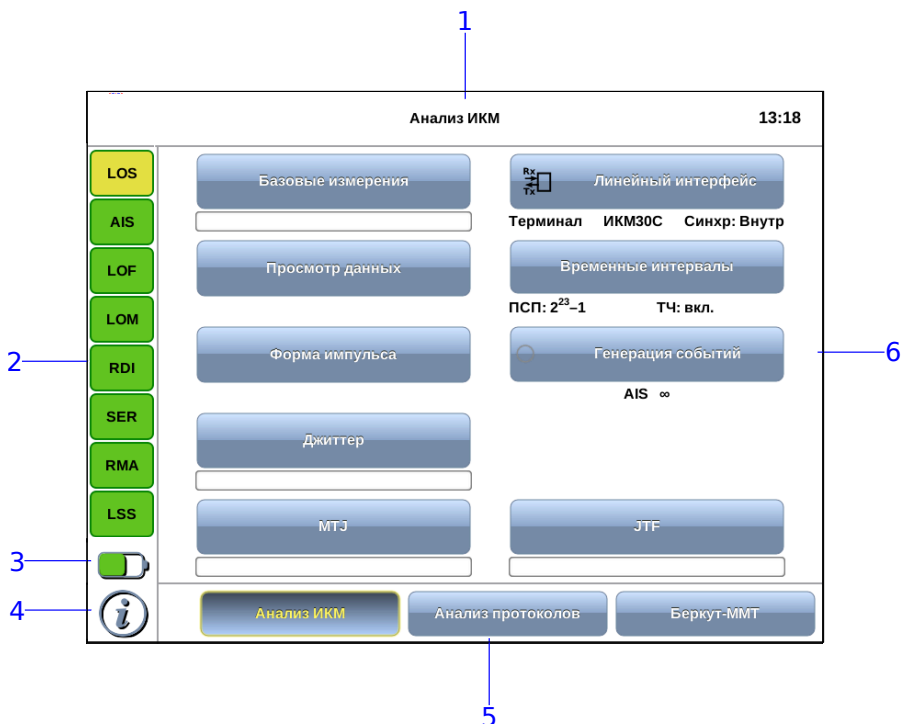 1
Анализ ИКМ 13:18
LOS
AIS
LOF
LOM
RDI
SER
RMA
LSS
2
3
4
Базовые измерения
Rx
Tx
Линейный интерфейс
Терминал ИКМ30С Синхр: Внутр
Просмотр данных
Временные интервалы
ПСП: 2²³–1 ТЧ: вкл.
Форма импульса
Генерация событий
AIS ∞
Джиттер
MTJ
JTF
6
i
Анализ ИКМ
Анализ протоколов
Беркут-ММТ
5